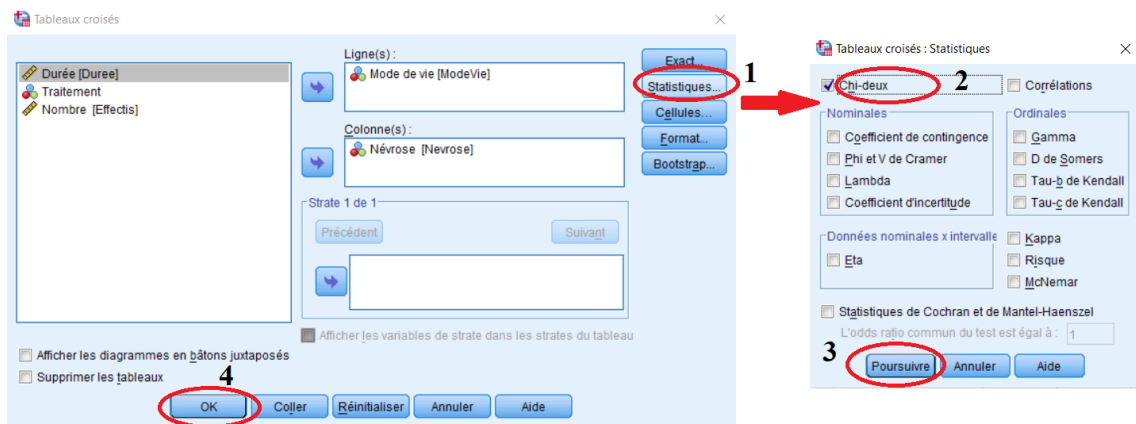 Tableaux croisés
Durée [Duree]
Traitement
Nombre [Effectis]
Ligne(s) :
Mode de vie [ModeVie]
Colonne(s) :
Névrose [Nevrose]
Strate 1 de 1
Précédent
Suivant
Afficher les variables de strate dans les strates du tableau
Exact...
Statistiques...
Cellules...
Format...
Bootstrap...
1
Afficher les diagrammes en bâtons juxtaposés
Supprimer les tableaux
4
OK
Coller
Réinitialiser
Annuler
Aide
Tableaux croisés : Statistiques
Chi-deux
2
Corrélations
Nominales
Coefficient de contingence
Phi et V de Cramer
Lambda
Coefficient d'incertitude
Ordinales
Gamma
D de Somers
Tau-b de Kendall
Tau-c de Kendall
Données nominales x intervalle
Eta
Kappa
Risque
McNemar
Statistiques de Cochran et de Mantel-Haenszel
L'odds ratio commun du test est égal à :
1
3
Poursuivre
Annuler
Aide